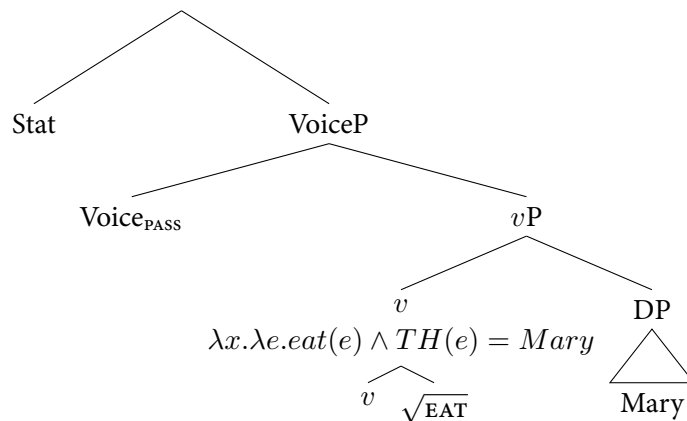 Stat VoiceP
Voice_PASS vP
v DP
λx.λe.eat(e) ∧ TH(e) = Mary
v √EAT Mary